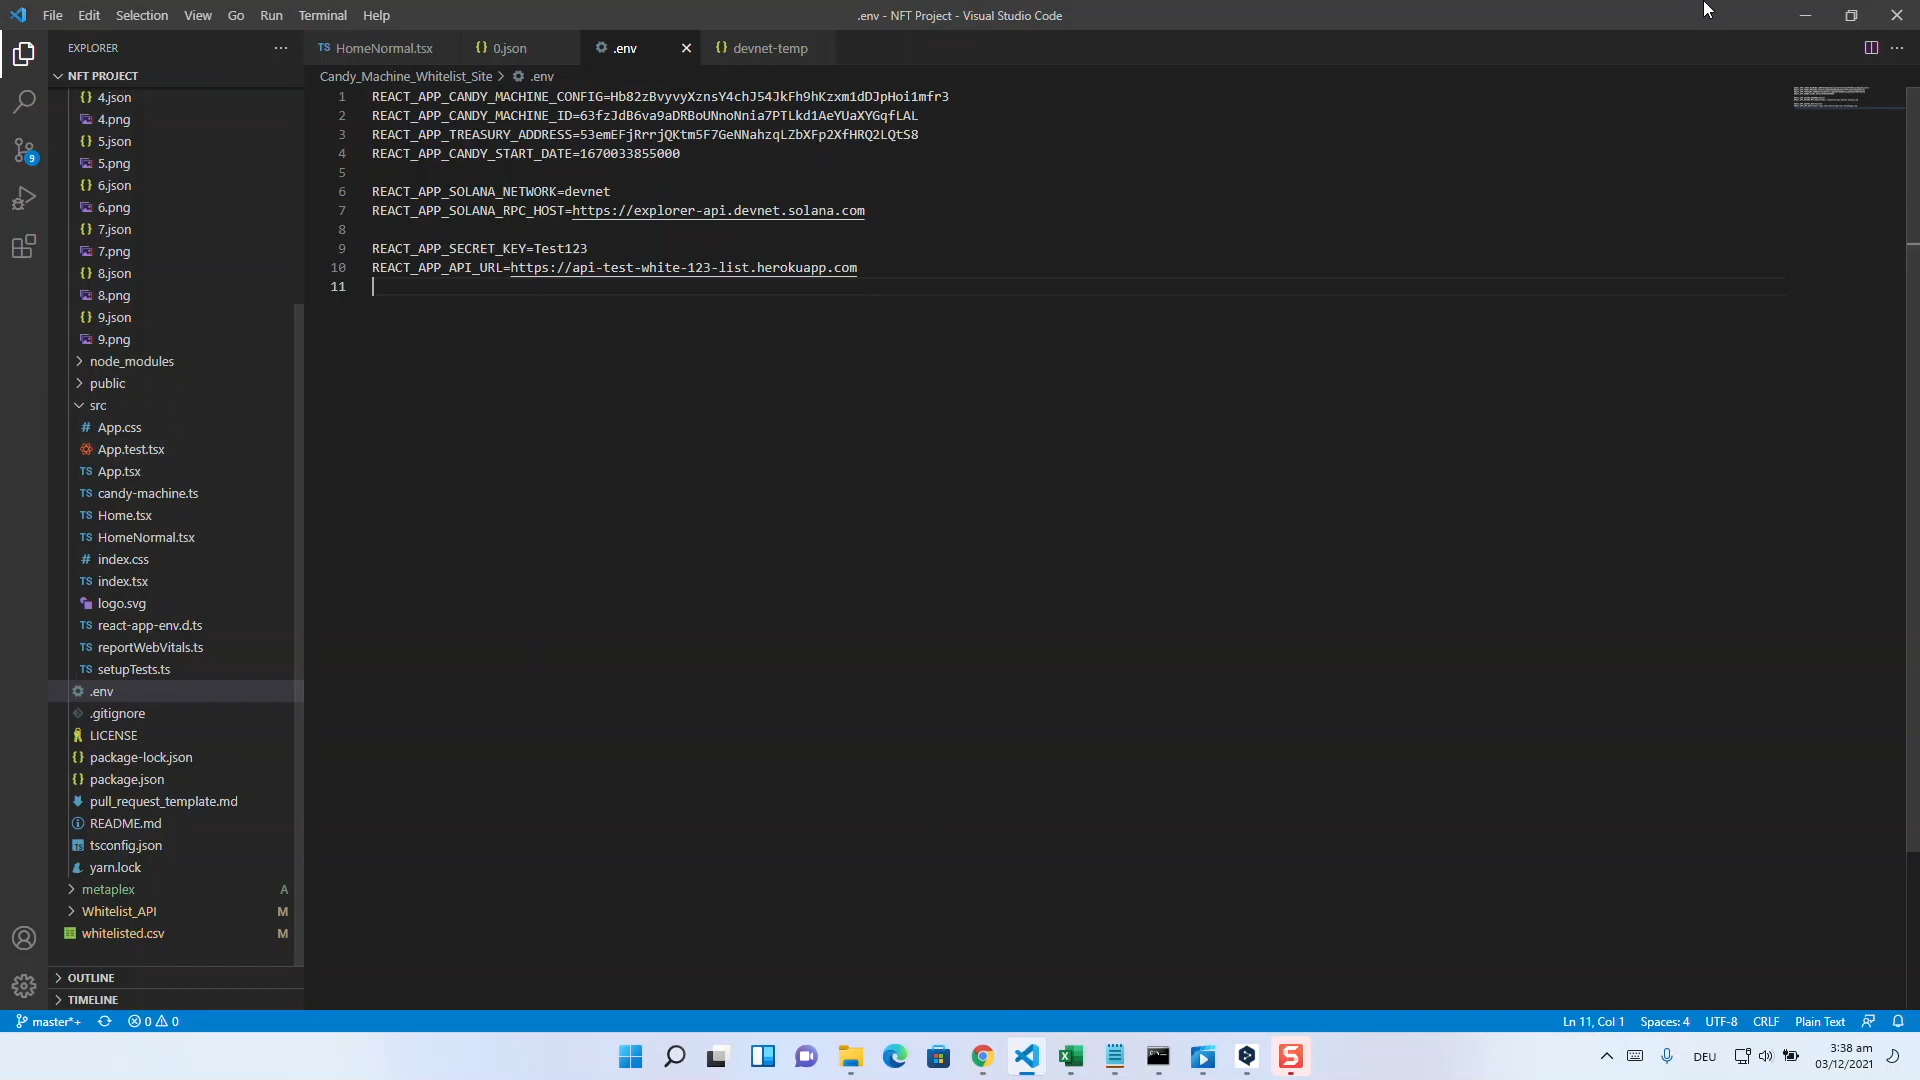 File Edit Selection View Go Run Terminal Help
.env - NFT Project - Visual Studio Code
EXPLORER
HomeNormal.tsx
0.json
.env
devnet-temp
NFT PROJECT
Candy_Machine_Whitelist_Site > .env
4.json
4.png
5.json
5.png
6.json
6.png
7.json
7.png
8.json
8.png
9.json
9.png
node_modules
public
src
App.css
App.test.tsx
App.tsx
candy-machine.ts
Home.tsx
HomeNormal.tsx
index.css
index.tsx
logo.svg
react-app-env.d.ts
reportWebVitals.ts
setupTests.ts
.env
.gitignore
LICENSE
package-lock.json
package.json
pull_request_template.md
README.md
tsconfig.json
yarn.lock
metaplex A
Whitelist_API M
whitelisted.csv M
OUTLINE
TIMELINE
9
1 REACT_APP_CANDY_MACHINE_CONFIG=Hb82zBvyvyXznsY4chJ54JkFh9hKzxm1dDJpHoi1mfr3
2 REACT_APP_CANDY_MACHINE_ID=63fzJdB6va9aDRBoUNnoNnia7PTLkd1AeYUaXYGqfLAL
3 REACT_APP_TREASURY_ADDRESS=53emEFjRrrjQKtm5F7GeNNahzqLZbXFp2XfHRQ2LQtS8
4 REACT_APP_CANDY_START_DATE=1670033855000
5
6 REACT_APP_SOLANA_NETWORK=devnet
7 REACT_APP_SOLANA_RPC_HOST=https://explorer-api.devnet.solana.com
8
9 REACT_APP_SECRET_KEY=Test123
10 REACT_APP_API_URL=https://api-test-white-123-list.herokuapp.com
11
master*+
0 0
Ln 11, Col 1
Spaces: 4
UTF-8
CRLF
Plain Text
DEU
3:38 am
03/12/2021